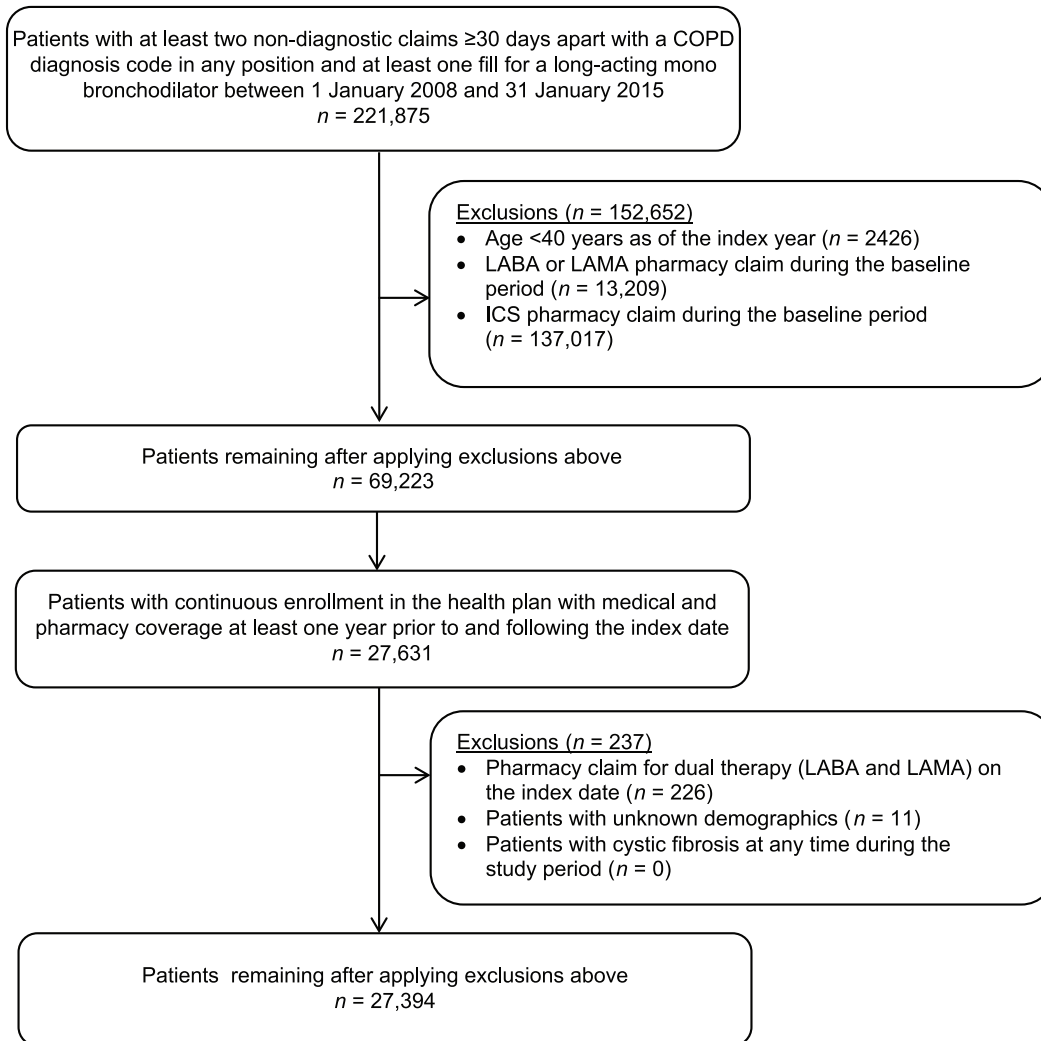 Patients with at least two non-diagnostic claims ≥30 days apart with a COPD
diagnosis code in any position and at least one fill for a long-acting mono
bronchodilator between 1 January 2008 and 31 January 2015
n = 221,875
Exclusions (n = 152,652)
• Age <40 years as of the index year (n = 2426)
• LABA or LAMA pharmacy claim during the baseline
period (n = 13,209)
• ICS pharmacy claim during the baseline period
(n = 137,017)
Patients remaining after applying exclusions above
n = 69,223
Patients with continuous enrollment in the health plan with medical and
pharmacy coverage at least one year prior to and following the index date
n = 27,631
Exclusions (n = 237)
• Pharmacy claim for dual therapy (LABA and LAMA) on
the index date (n = 226)
• Patients with unknown demographics (n = 11)
• Patients with cystic fibrosis at any time during the
study period (n = 0)
Patients remaining after applying exclusions above
n = 27,394